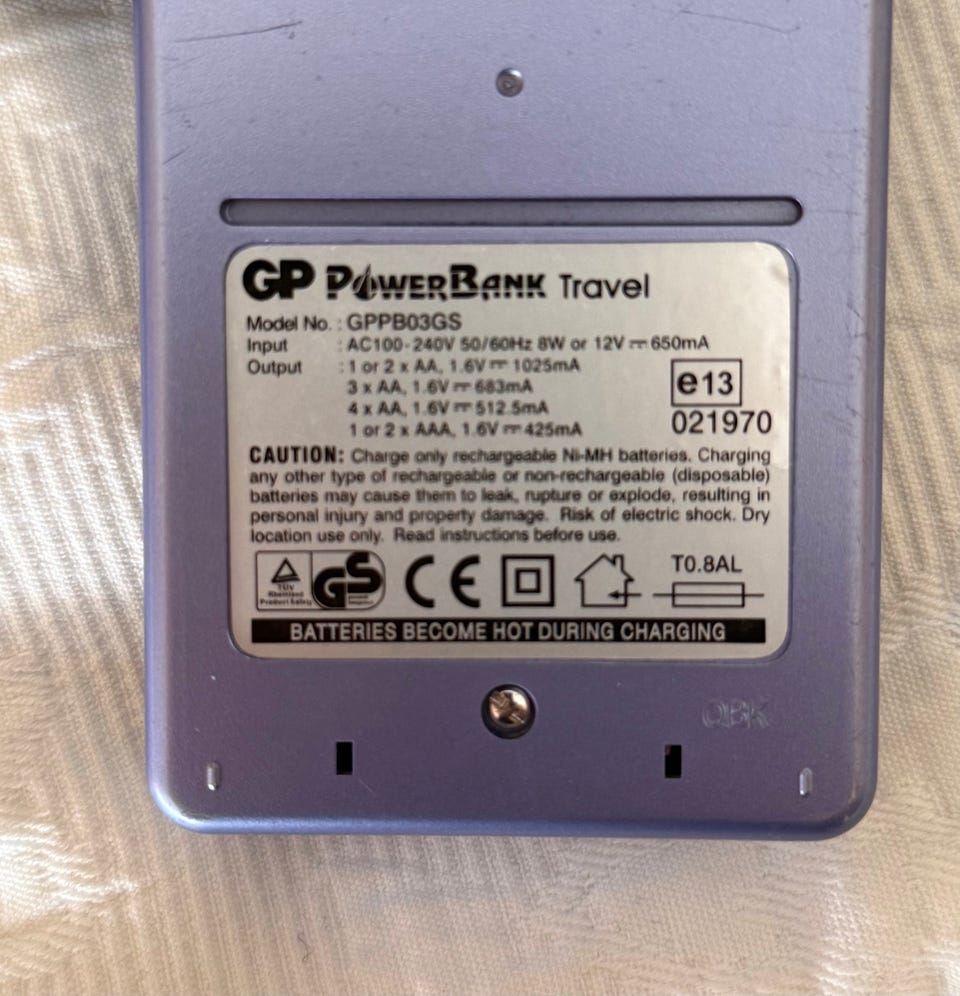 GP POWERBANK Travel
Model No. : GPPB03GS
Input : AC100-240V 50/60Hz 8W or 12V⎓650mA
Output : 1 or 2 x AA, 1.6V⎓1025mA
3 x AA, 1.6V⎓683mA
4 x AA, 1.6V⎓512.5mA
1 or 2 x AAA, 1.6V⎓425mA
e13
021970
CAUTION: Charge only rechargeable Ni-MH batteries. Charging
any other type of rechargeable or non-rechargeable (disposable)
batteries may cause them to leak, rupture or explode, resulting in
personal injury and property damage. Risk of electric shock. Dry
location use only. Read instructions before use.
TÜV
Rheinland
Product Safety
GS
CE
T0.8AL
BATTERIES BECOME HOT DURING CHARGING
QBK